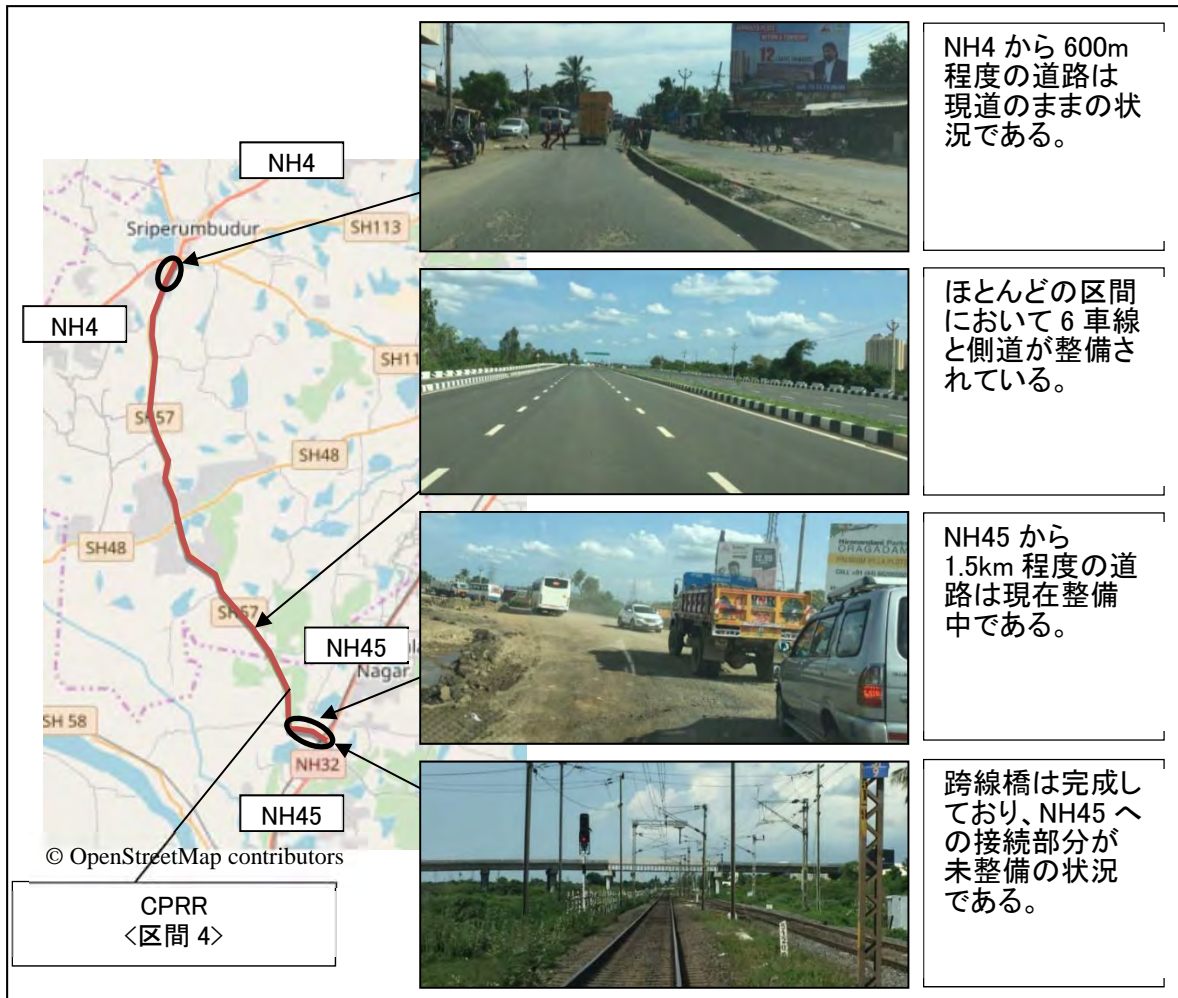 NH4
NH4
Sriperumbudur
SH113
SH57
SH48
SH48
SH57
NH45
Nagar
SH 58
NH32
NH45
© OpenStreetMap contributors
CPRR
<区間 4>
12
NH4 から 600m
程度の道路は
現道のままの状
況である。
ほとんどの区間
において 6 車線
と側道が整備さ
れている。
ORAGADAM
NH45 から
1.5km 程度の道
路は現在整備
中である。
9
跨線橋は完成し
ており、NH45 へ
の接続部分が
未整備の状況
である。